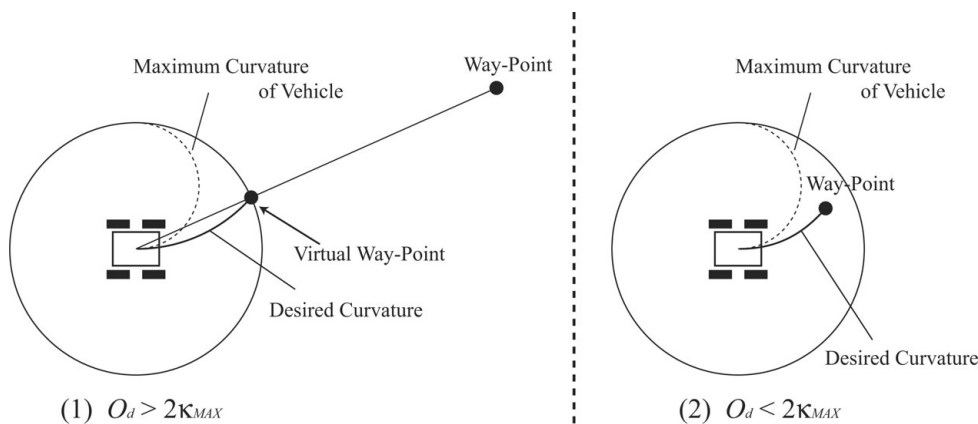 Maximum Curvature
of Vehicle
Way-Point
Virtual Way-Point
Desired Curvature
(1) Od > 2κMAX
Maximum Curvature
of Vehicle
Way-Point
Desired Curvature
(2) Od < 2κMAX